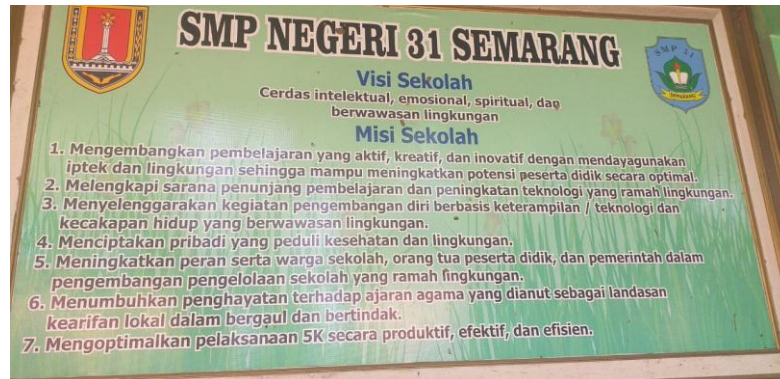 SMP NEGERI 31 SEMARANG
SMP 31
SEMARANG
Visi Sekolah
Cerdas intelektual, emosional, spiritual, dan
berwawasan lingkungan
Misi Sekolah
1. Mengembangkan pembelajaran yang aktif, kreatif, dan inovatif dengan mendayagunakan
iptek dan lingkungan sehingga mampu meningkatkan potensi peserta didik secara optimal.
2. Melengkapi sarana penunjang pembelajaran dan peningkatan teknologi yang ramah lingkungan.
3. Menyelenggarakan kegiatan pengembangan diri berbasis keterampilan / teknologi dan
kecakapan hidup yang berwawasan lingkungan.
4. Menciptakan pribadi yang peduli kesehatan dan lingkungan.
5. Meningkatkan peran serta warga sekolah, orang tua peserta didik, dan pemerintah dalam
pengembangan pengelolaan sekolah yang ramah lingkungan.
6. Menumbuhkan penghayatan terhadap ajaran agama yang dianut sebagai landasan
kearifan lokal dalam bergaul dan bertindak.
7. Mengoptimalkan pelaksanaan 5K secara produktif, efektif, dan efisien.